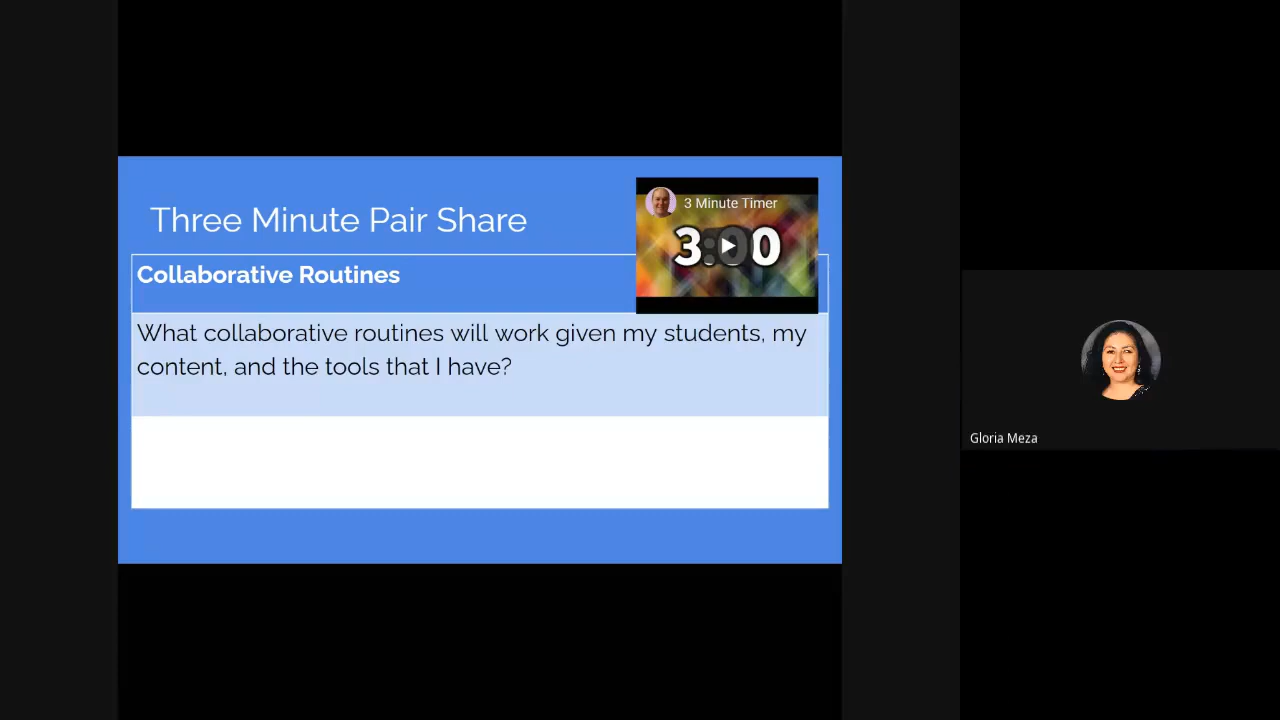 Three Minute Pair Share
3 Minute Timer
3:00
Collaborative Routines
What collaborative routines will work given my students, my
content, and the tools that I have?
Gloria Meza